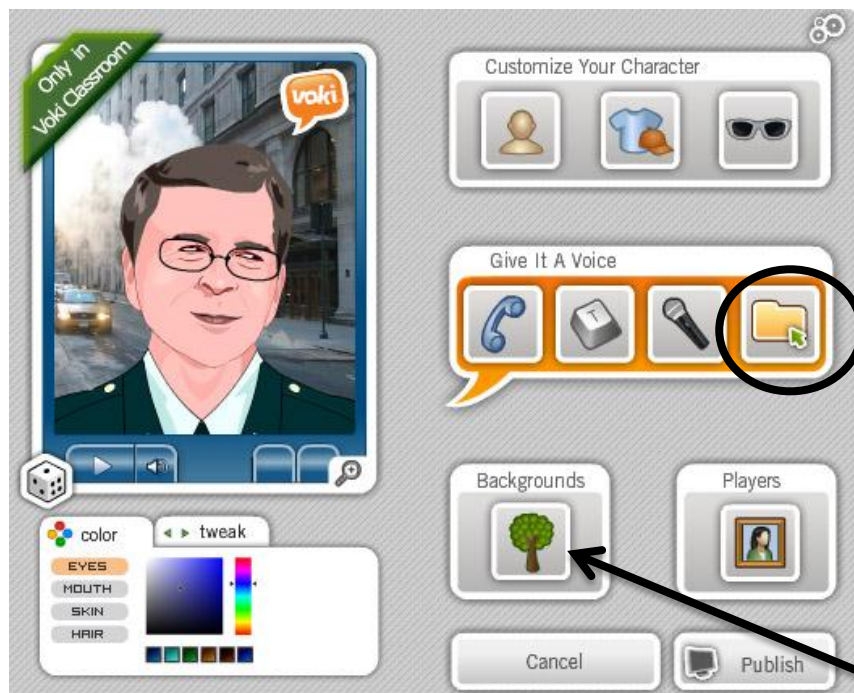 Only in
Voki Classroom
voki
Customize Your Character
Give It A Voice
T
Backgrounds
Players
color
tweak
EYES
MOUTH
SKIN
HAIR
Cancel
Publish